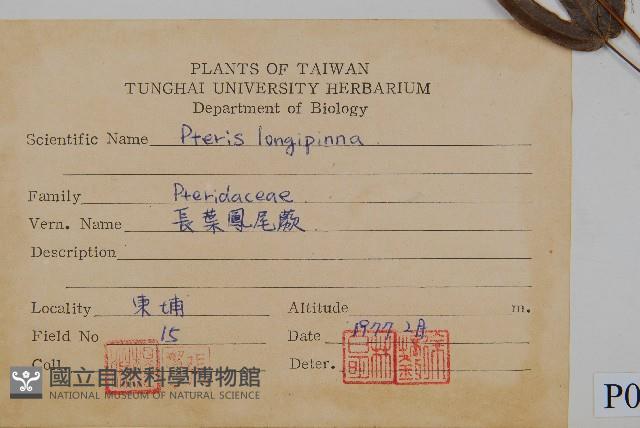 PLANTS OF TAIWAN
TUNGHAI UNIVERSITY HERBARIUM
Department of Biology
Scientific Name Pteris longipinna
Family Pteridaceae
Vern. Name 長葉鳳尾蕨
Description
Locality 東埔 Altitude m.
Field No 15 Date 1977 2月
Coll Deter.
國立自然科學博物館
NATIONAL MUSEUM OF NATURAL SCIENCE
P0